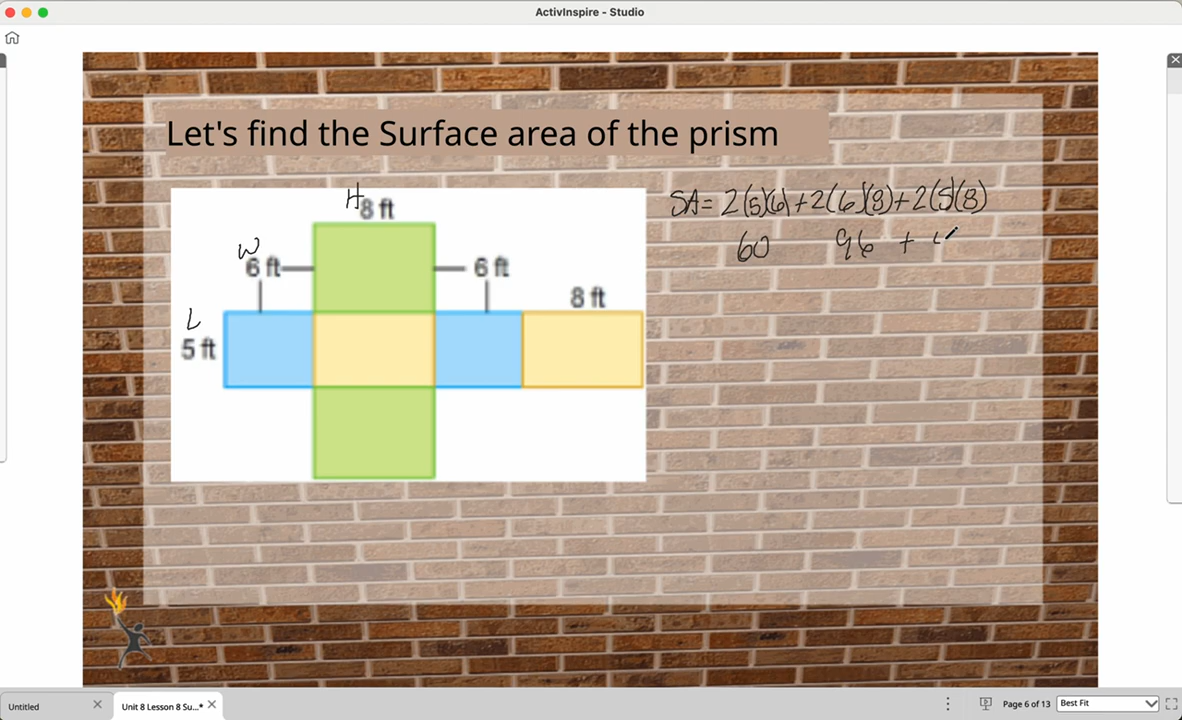 ActivInspire - Studio
Let's find the Surface area of the prism
H
8 ft
SA= 2(5)(6)+2(6)(8)+2(5)(8)
60 96 +
W
6 ft
6 ft
8 ft
L
5 ft
Untitled
Unit 8 Lesson 8 Su...*
Page 6 of 13
Best Fit